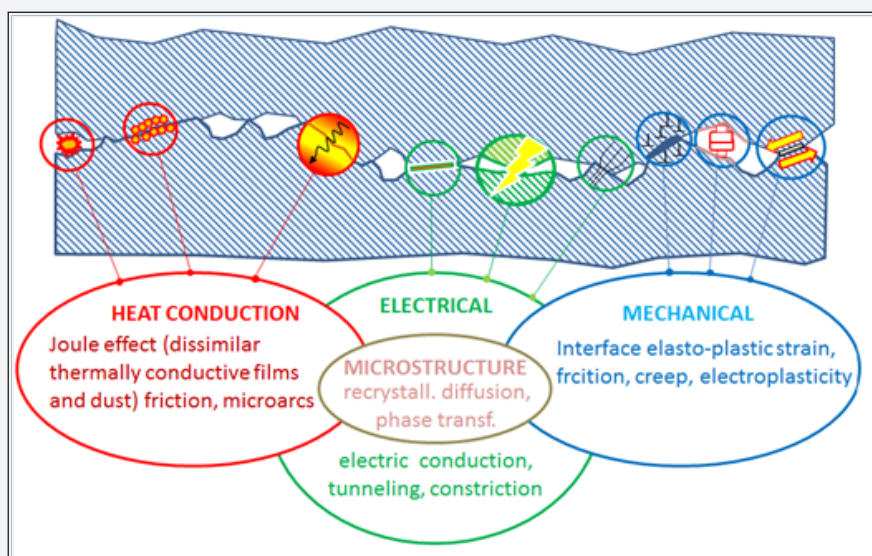 HEAT CONDUCTION
Joule effect (dissimilar
thermally conductive films
and dust) friction, microarcs
ELECTRICAL
MICROSTRUCTURE
recrystall. diffusion,
phase transf.
electric conduction,
tunneling, constriction
MECHANICAL
Interface elasto-plastic strain,
frcition, creep, electroplasticity